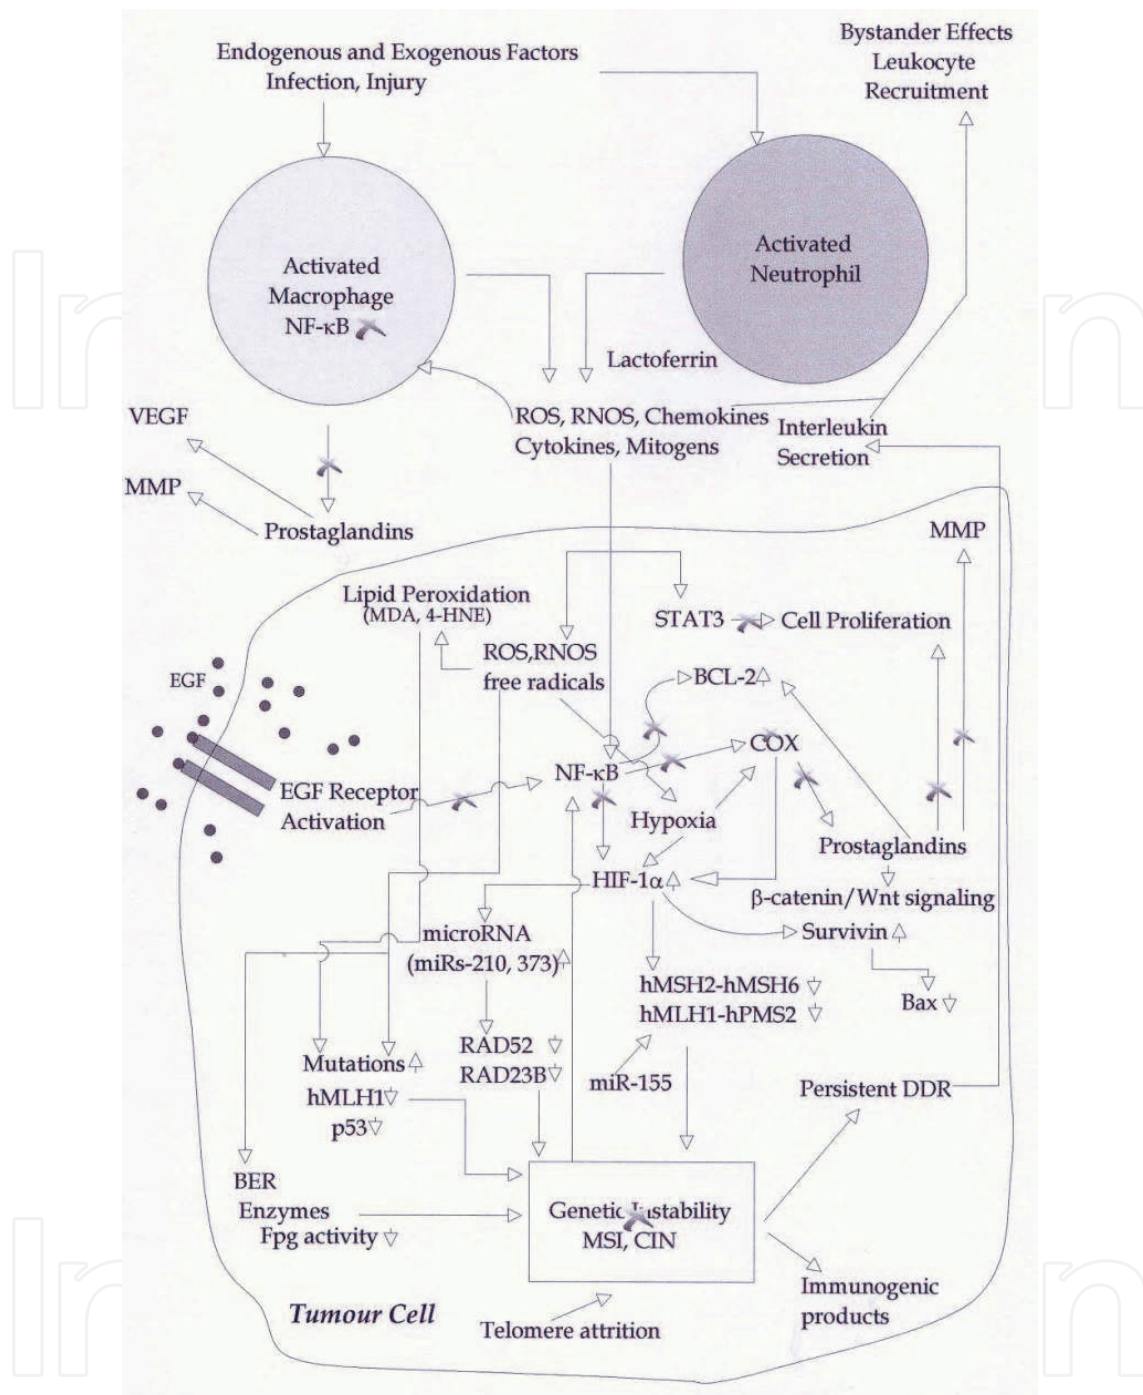 Endogenous and Exogenous Factors
Infection, Injury
Bystander Effects
Leukocyte
Recruitment
Activated
Macrophage
NF-κB
Activated
Neutrophil
Lactoferrin
VEGF
MMP
Prostaglandins
ROS, RNOS, Chemokines
Cytokines, Mitogens
Interleukin
Secretion
MMP
Lipid Peroxidation
(MDA, 4-HNE)
STAT3
Cell Proliferation
ROS,RNOS
free radicals
BCL-2
EGF
COX
NF-κB
EGF Receptor
Activation
Hypoxia
Prostaglandins
HIF-1α
β-catenin/Wnt signaling
Survivin
microRNA
(miRs-210, 373)
hMSH2-hMSH6
hMLH1-hPMS2
Bax
RAD52
RAD23B
Mutations
hMLH1
p53
miR-155
Persistent DDR
BER
Enzymes
Fpg activity
Genetic Instability
MSI, CIN
Immunogenic
products
Tumour Cell
Telomere attrition